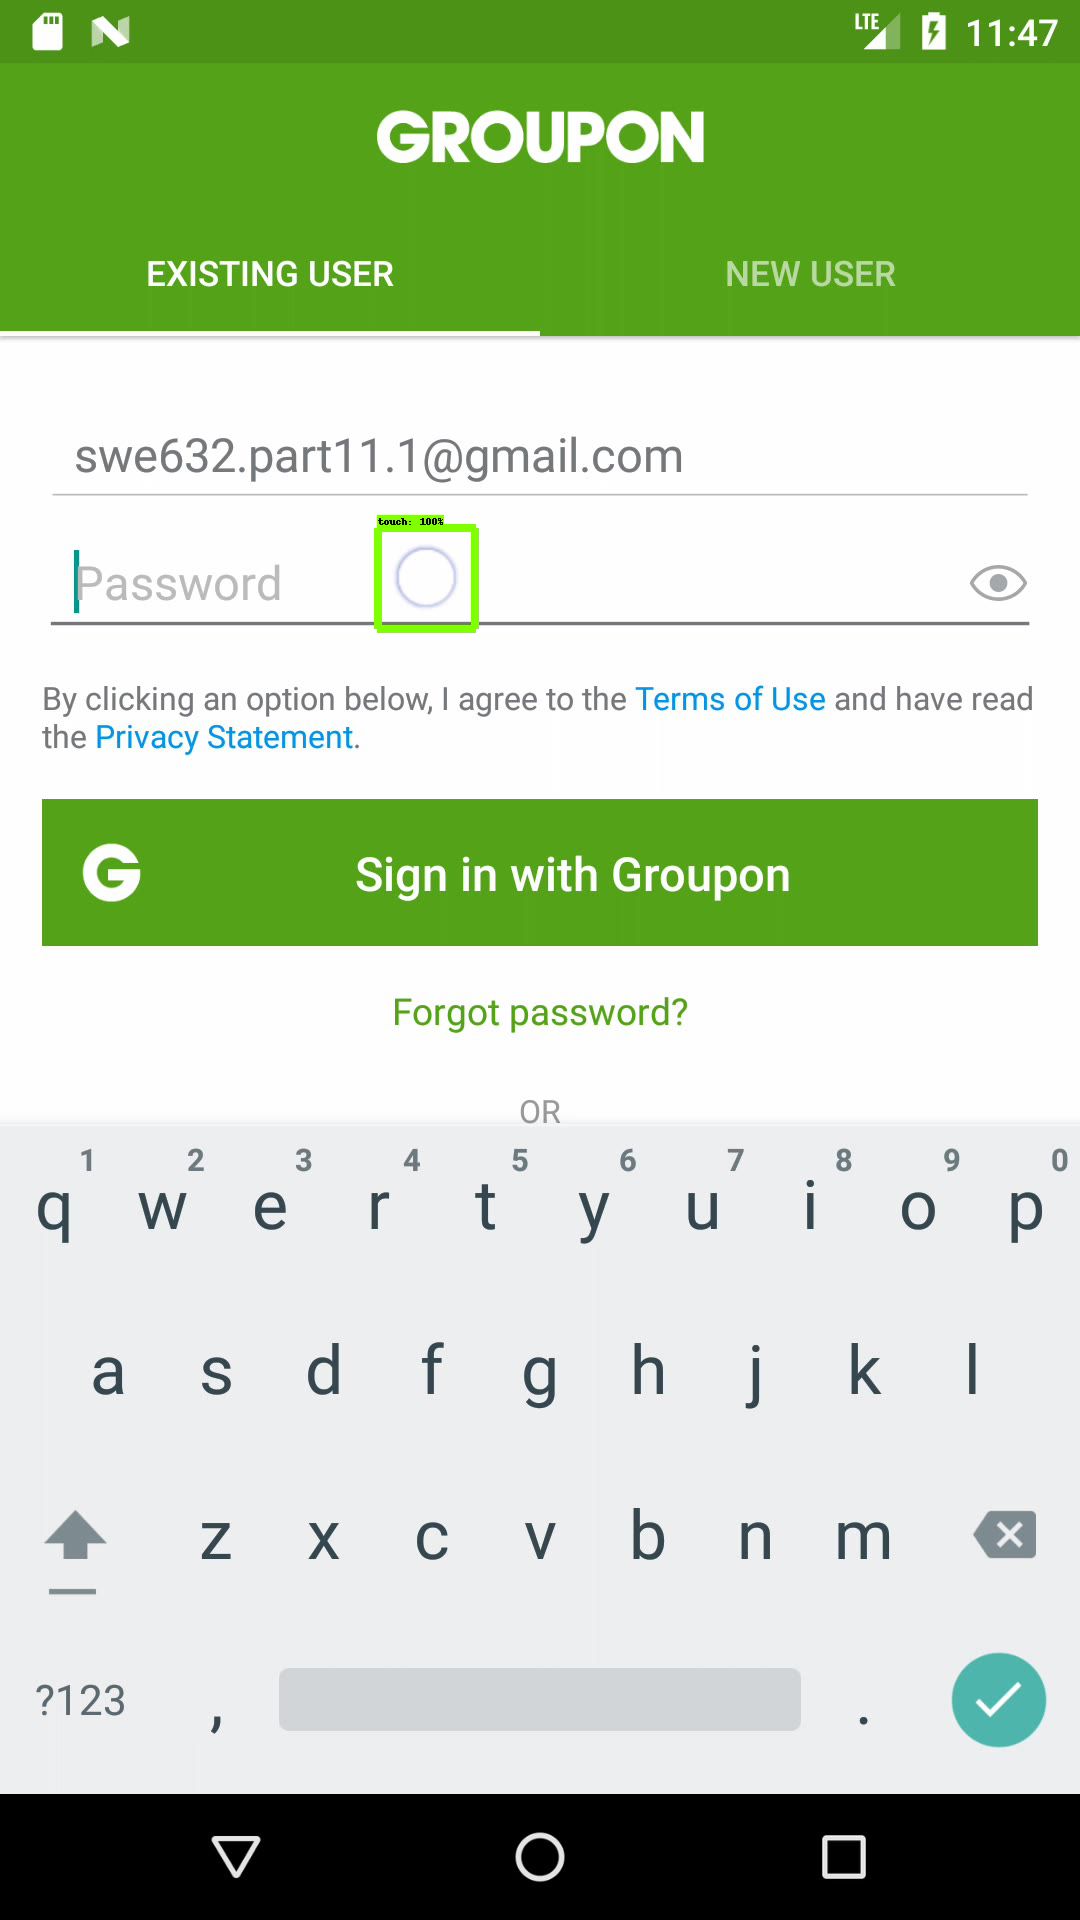 LTE 11:47
GROUPON
EXISTING USER NEW USER
swe632.part11.1@gmail.com
touch: 100%
Password
By clicking an option below, I agree to the Terms of Use and have read
the Privacy Statement.
G Sign in with Groupon
Forgot password?
OR
1 2 3 4 5 6 7 8 9 0
q w e r t y u i o p
a s d f g h j k l
z x c v b n m
?123 , .